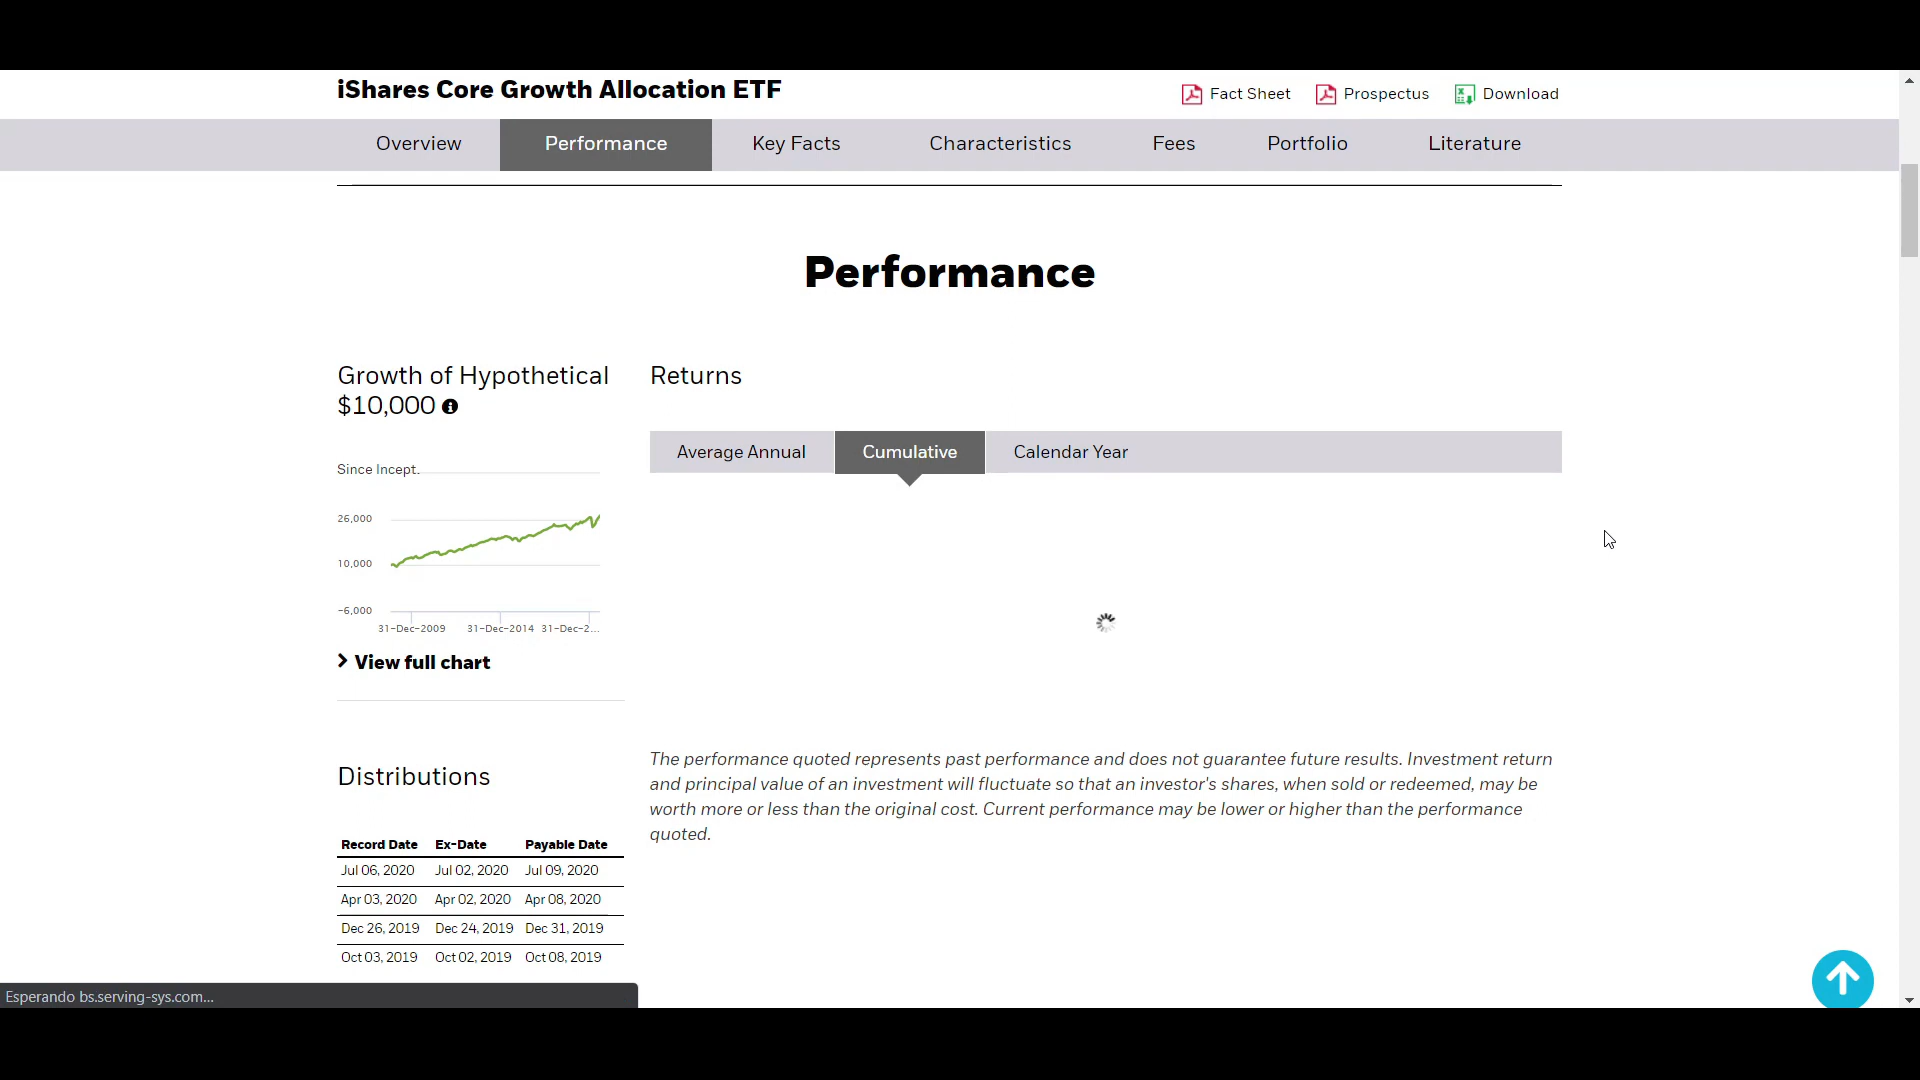 iShares Core Growth Allocation ETF
Fact Sheet
Prospectus
Download
Overview
Performance
Key Facts
Characteristics
Fees
Portfolio
Literature
Performance
Growth of Hypothetical
$10,000
Since Incept.
26,000
10,000
-6,000
31-Dec-2009
31-Dec-2014
31-Dec-2...
View full chart
Returns
Average Annual
Cumulative
Calendar Year
The performance quoted represents past performance and does not guarantee future results. Investment return
and principal value of an investment will fluctuate so that an investor's shares, when sold or redeemed, may be
worth more or less than the original cost. Current performance may be lower or higher than the performance
quoted.
Distributions
Record Date Ex-Date Payable Date
Jul 06, 2020 Jul 02, 2020 Jul 09, 2020
Apr 03, 2020 Apr 02, 2020 Apr 08, 2020
Dec 26, 2019 Dec 24, 2019 Dec 31, 2019
Oct 03, 2019 Oct 02, 2019 Oct 08, 2019
Esperando bs.serving-sys.com...